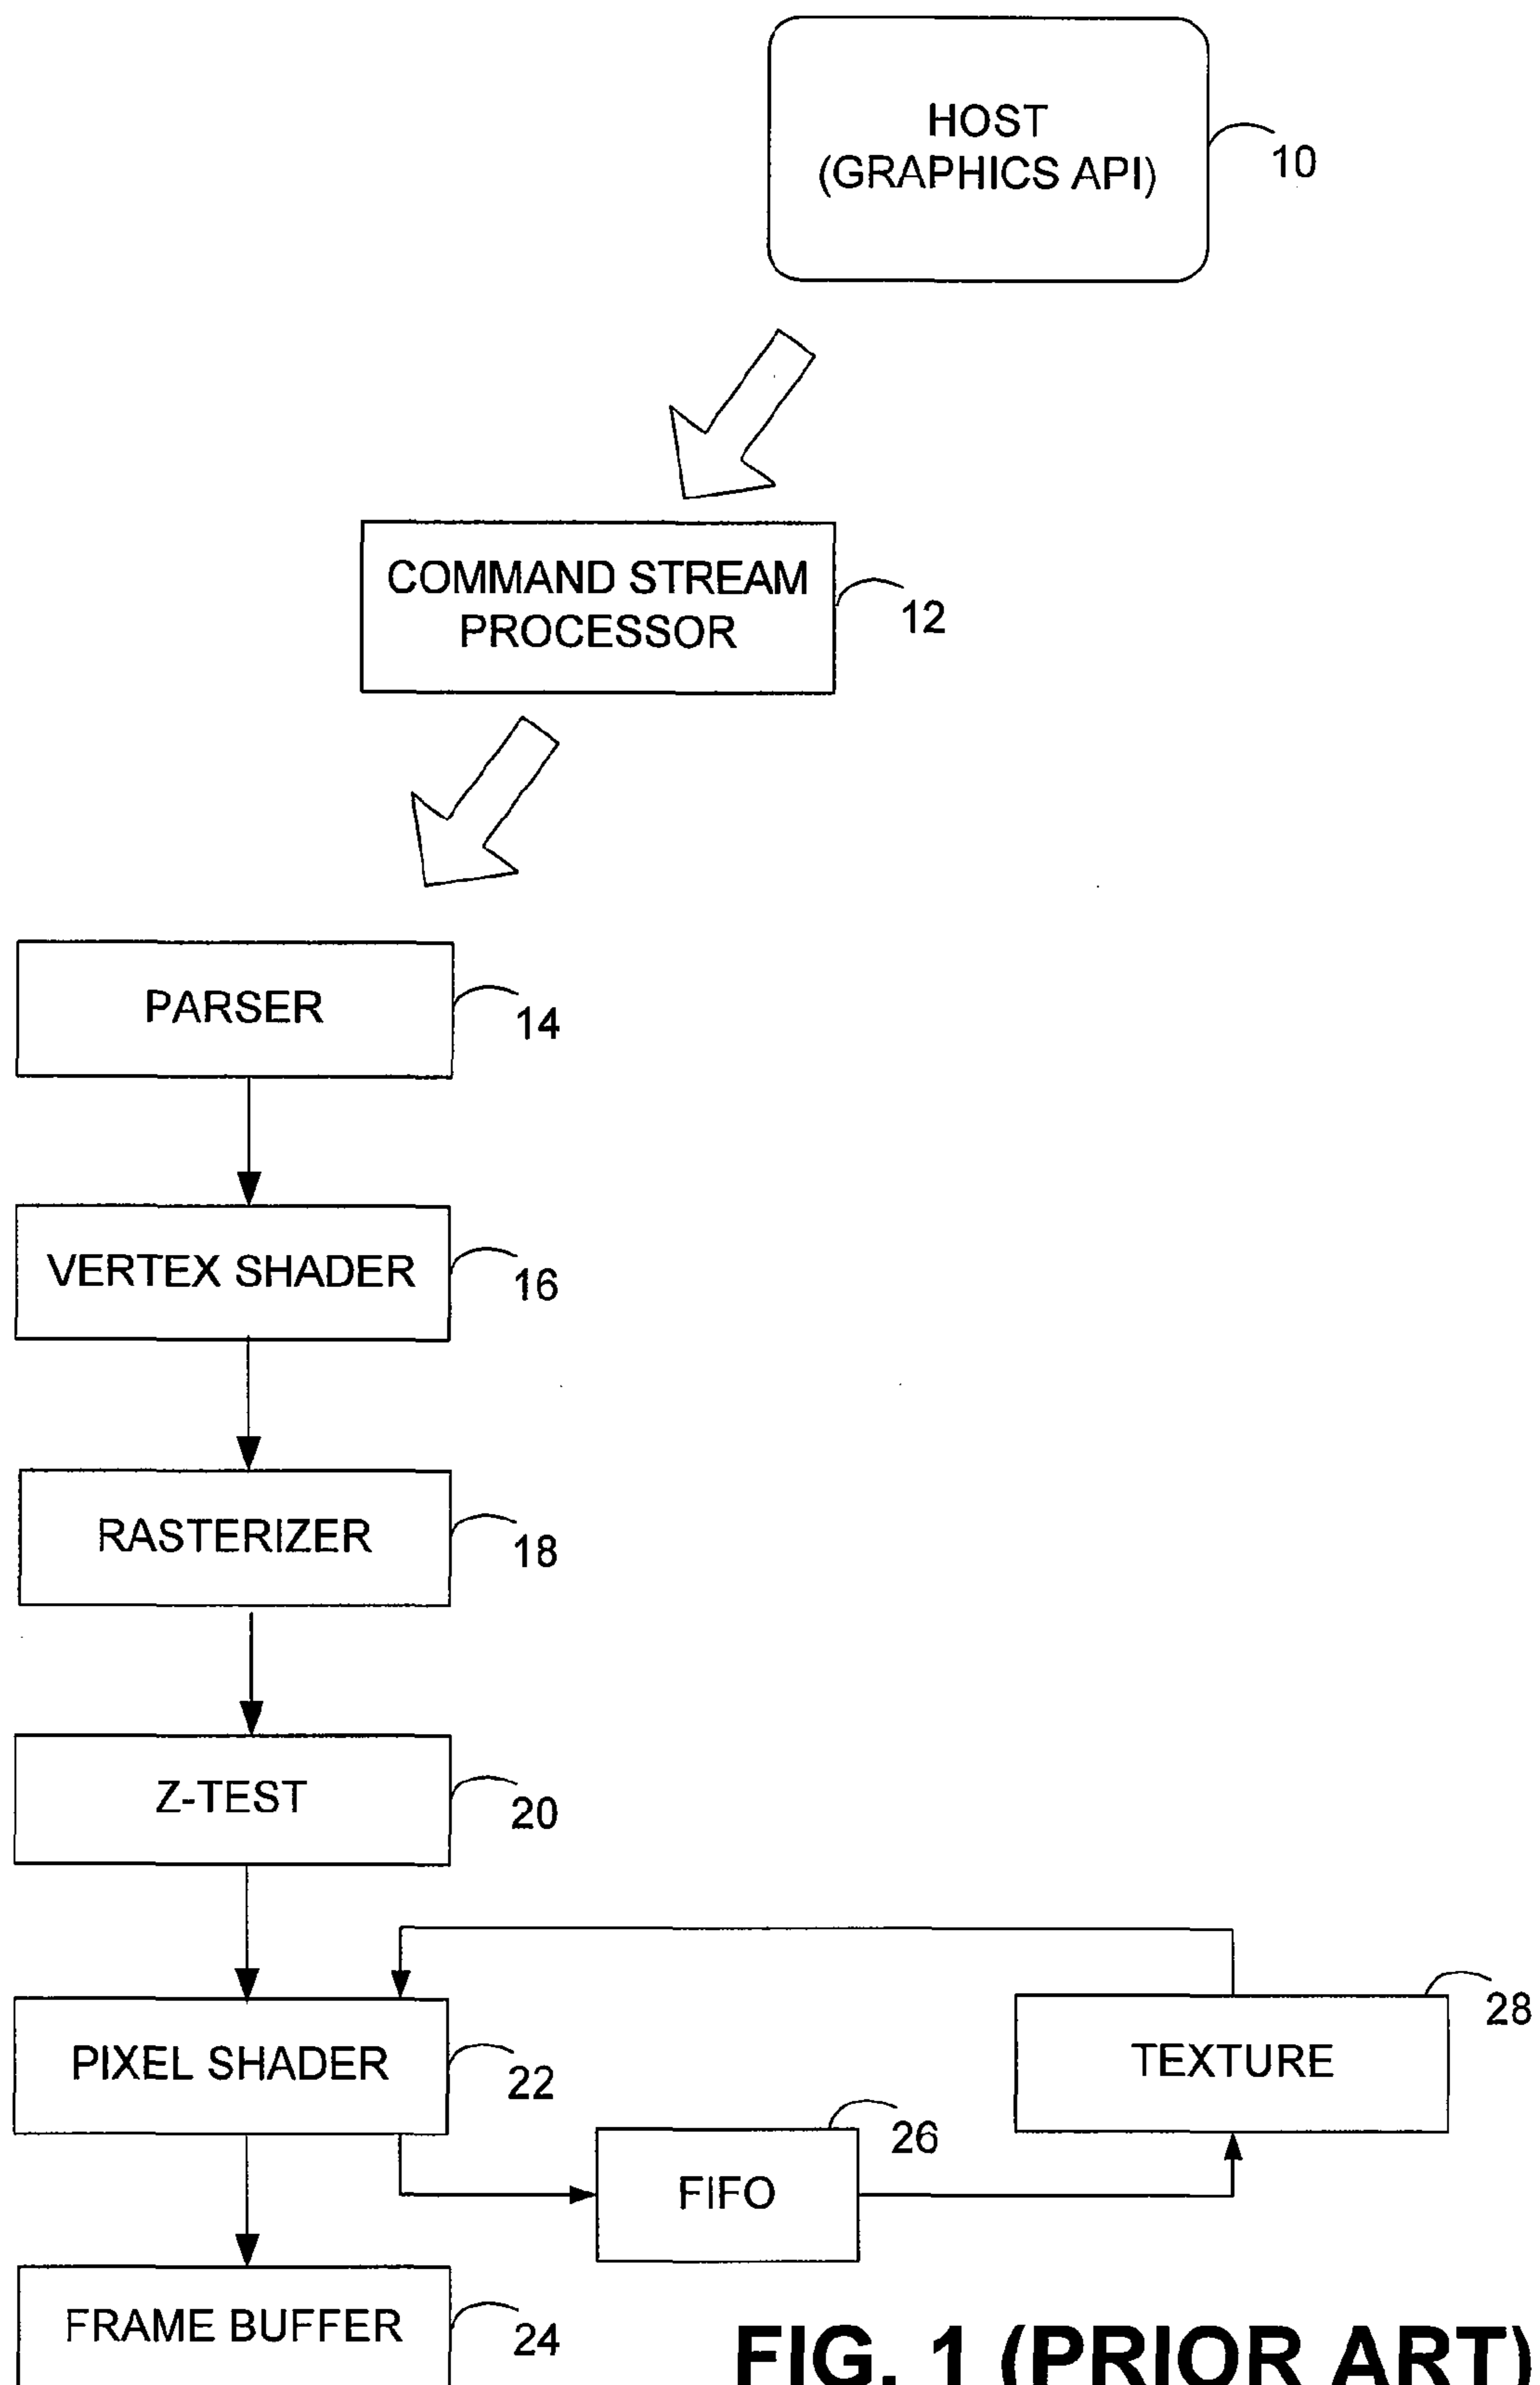 HOST
(GRAPHICS API)
10
COMMAND STREAM
PROCESSOR
12
PARSER
14
VERTEX SHADER
16
RASTERIZER
18
Z-TEST
20
PIXEL SHADER
22
TEXTURE
28
FIFO
26
FRAME BUFFER
24
FIG. 1 (PRIOR ART)